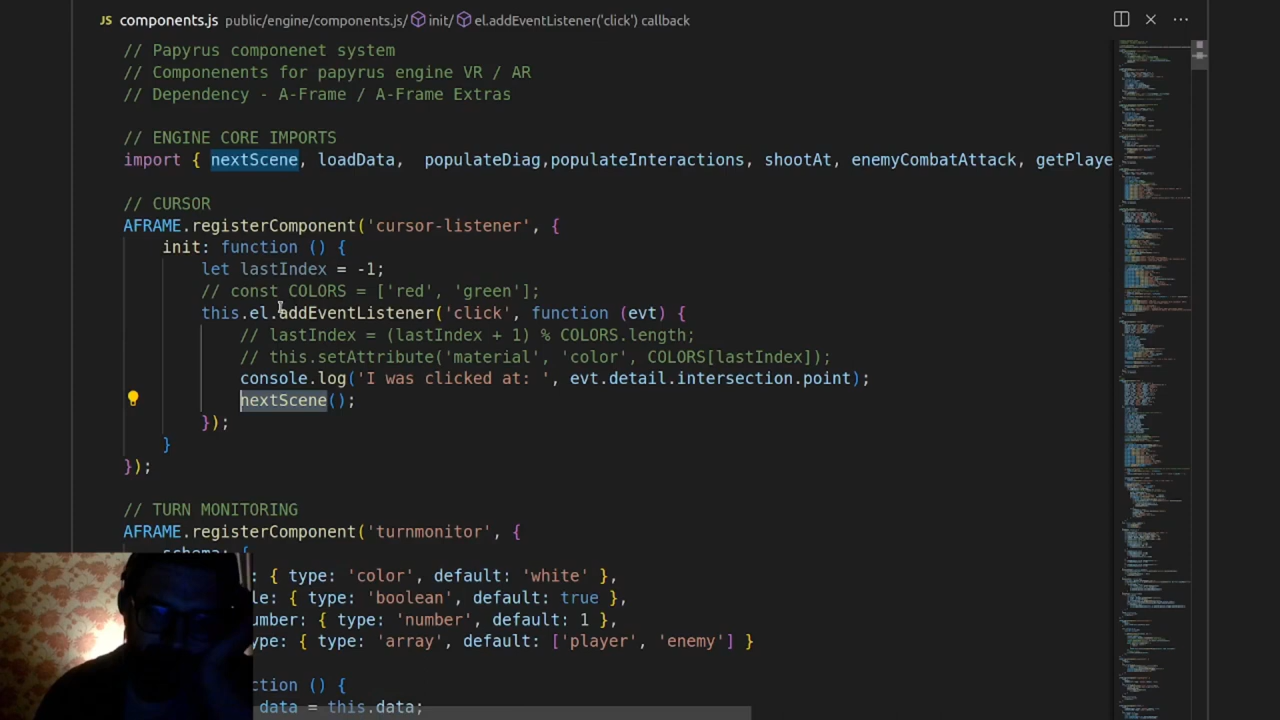 JS components.js public/engine/components.js/ init/ el.addEventListener('click') callback
// Papyrus componenet system
// Componenents for papyrus engine VR / AR
// Dependency - A-Frame / A-Frame Extras
// ENGINE CORE IMPORTS
import { nextScene, loadData, populateDiag,populateInteractions, shootAt, enemyCombatAttack, getPlaye
// CURSOR
AFRAME.registerComponent('cursor-listener', {
init: function () {
let lastIndex = -1;
// const COLORS = ['red', 'green'];
this.el.addEventListener('click', function (evt) {
// lastIndex = (lastIndex + 1) % COLORS.length;
// this.setAttribute('material', 'color', COLORS[lastIndex]);
console.log('I was clicked at: ', evt.detail.intersection.point);
nextScene();
});
}
});
// TURN MONITORING
AFRAME.registerComponent('turnmonitor', {
schema: {
: { type: 'color', default: 'white' },
le: { type: 'boolean', default: true },
umber: { type: 'number', default: 1 },
: { type: 'array', default: ['player', 'enemy'] }
ction () {
data = this.data;